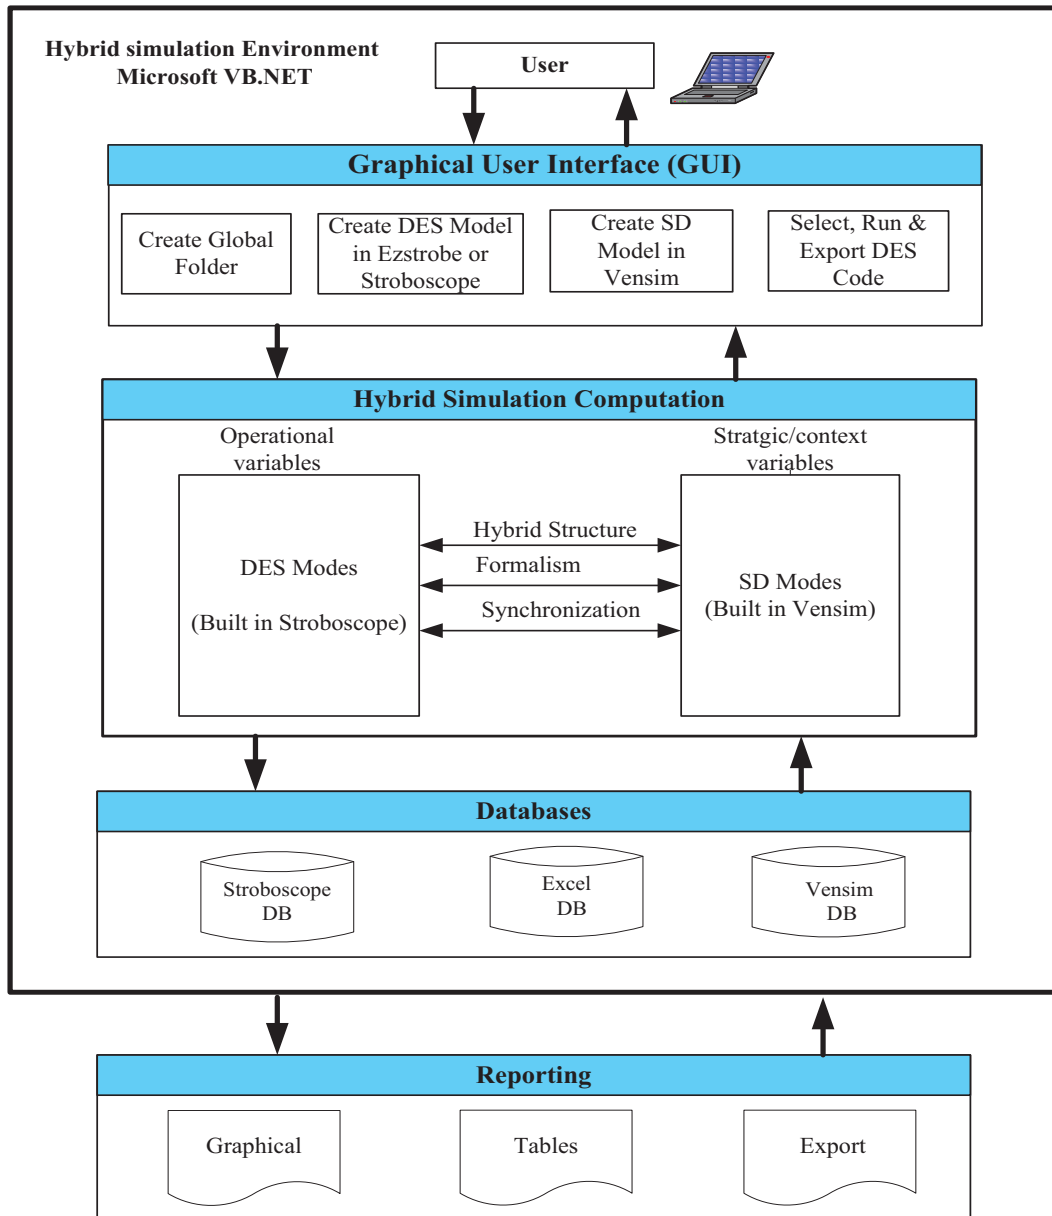 Hybrid simulation Environment
Microsoft VB.NET
User
Graphical User Interface (GUI)
Create Global
Folder
Create DES Model
in Ezstrobe or
Stroboscope
Create SD
Model in
Vensim
Select, Run &
Export DES
Code
Hybrid Simulation Computation
Operational
variables
Stratgic/context
variables
DES Modes
(Built in Stroboscope)
Hybrid Structure
Formalism
Synchronization
SD Modes
(Built in Vensim)
Databases
Stroboscope
DB
Excel
DB
Vensim
DB
Reporting
Graphical
Tables
Export